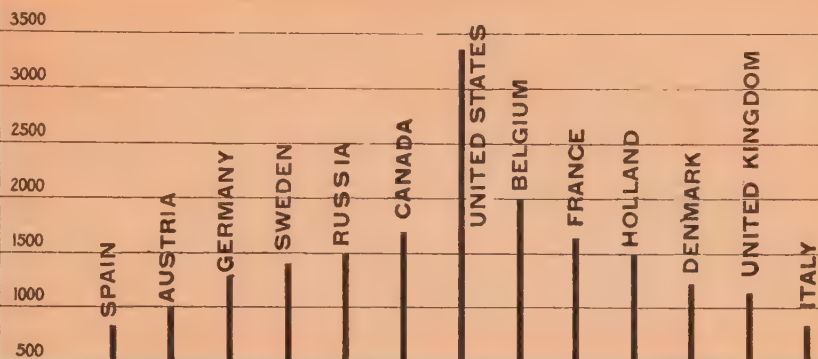 3500
3000
2500
2000
1500
1000
500
SPAIN
AUSTRIA
GERMANY
SWEDEN
RUSSIA
CANADA
UNITED STATES
BELGIUM
FRANCE
HOLLAND
DENMARK
UNITED KINGDOM
ITALY